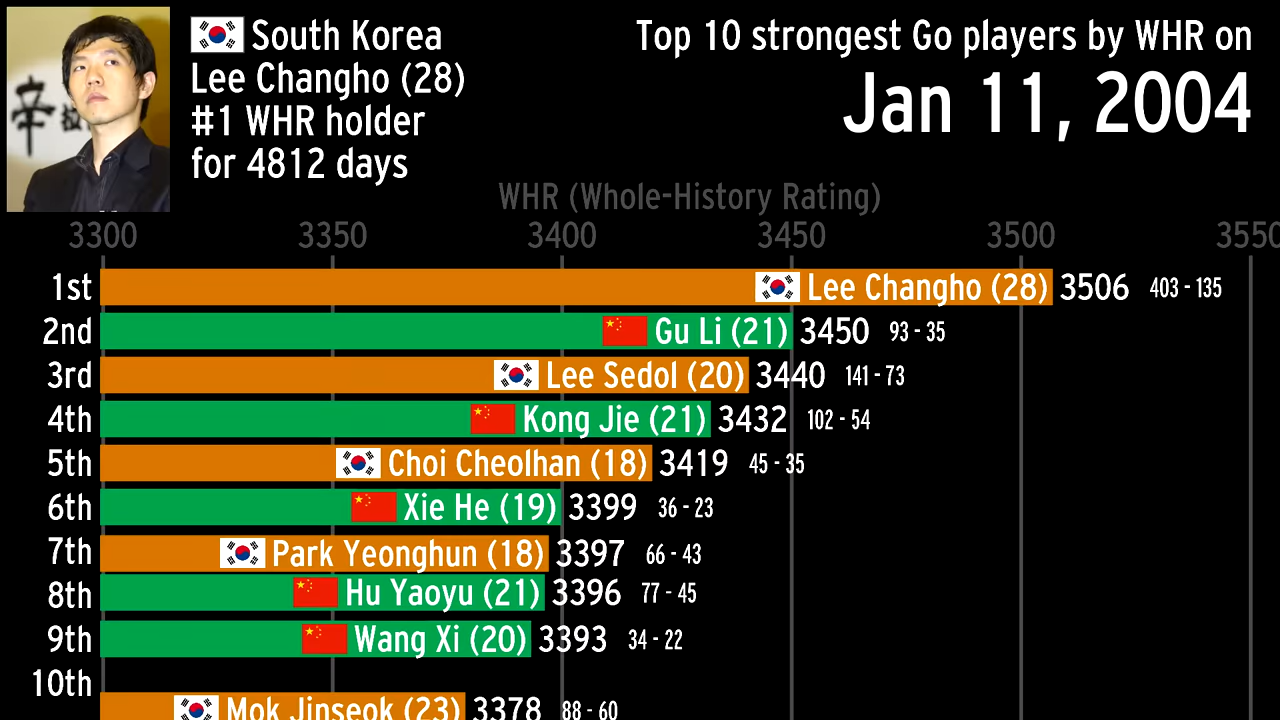 South Korea
Lee Changho (28)
#1 WHR holder
for 4812 days
Top 10 strongest Go players by WHR on
Jan 11, 2004
WHR (Whole-History Rating)
3300 3350 3400 3450 3500 3550
1st Lee Changho (28) 3506 403 - 135
2nd Gu Li (21) 3450 93 - 35
3rd Lee Sedol (20) 3440 141 - 73
4th Kong Jie (21) 3432 102 - 54
5th Choi Cheolhan (18) 3419 45 - 35
6th Xie He (19) 3399 36 - 23
7th Park Yeonghun (18) 3397 66 - 43
8th Hu Yaoyu (21) 3396 77 - 45
9th Wang Xi (20) 3393 34 - 22
10th
Mok Jinseok (23) 3378 88 - 60